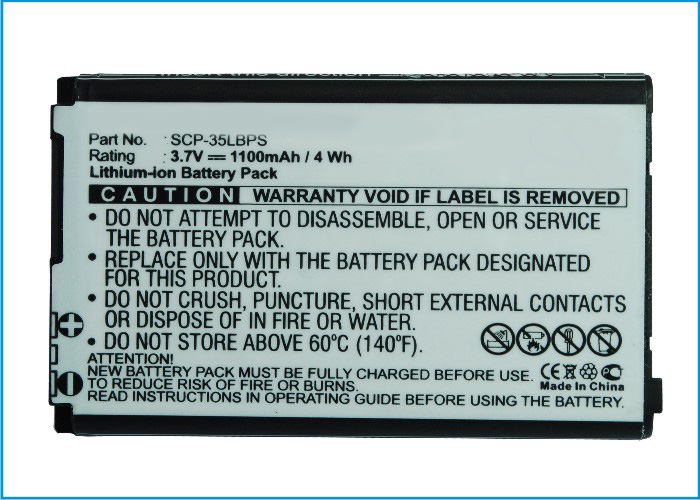 Insert this direction
Part No. : SCP-35LBPS
Rating : 3.7V ⎓ 1100mAh / 4 Wh
Lithium-ion Battery Pack
CAUTION WARRANTY VOID IF LABEL IS REMOVED
• DO NOT ATTEMPT TO DISASSEMBLE, OPEN OR SERVICE
THE BATTERY PACK.
• REPLACE ONLY WITH THE BATTERY PACK DESIGNATED
FOR THIS PRODUCT.
• DO NOT CRUSH, PUNCTURE, SHORT EXTERNAL CONTACTS
OR DISPOSE OF IN FIRE OR WATER.
• DO NOT STORE ABOVE 60°C (140°F).
ATTENTION!
NEW BATTERY PACK MUST BE FULLY CHARGED BEFORE USE.
TO REDUCE RISK OF FIRE OR BURNS.
READ INSTRUCTIONS IN OPERATING GUIDE BEFORE USING THE BATTERY.
CE
Made In China